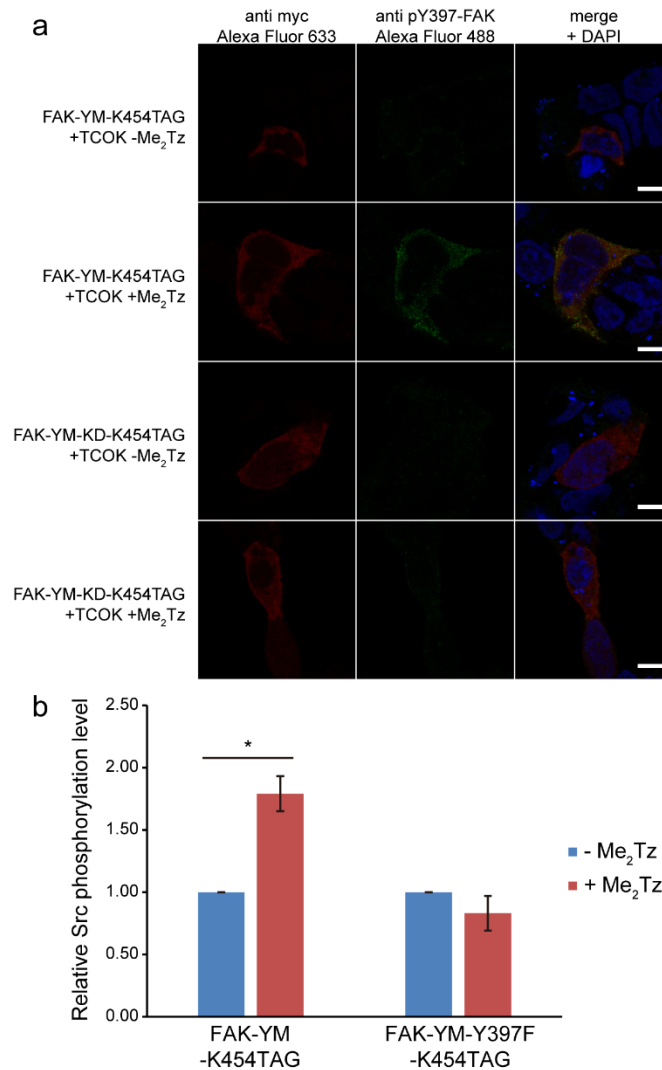 a
anti myc
Alexa Fluor 633
anti pY397-FAK
Alexa Fluor 488
merge
+ DAPI
FAK-YM-K454TAG
+TCOK -Me₂Tz
FAK-YM-K454TAG
+TCOK +Me₂Tz
FAK-YM-KD-K454TAG
+TCOK -Me₂Tz
FAK-YM-KD-K454TAG
+TCOK +Me₂Tz
b
Relative Src phosphorylation level
2.50
2.00
1.50
1.00
0.50
0.00
*
- Me₂Tz
+ Me₂Tz
FAK-YM
-K454TAG
FAK-YM-Y397F
-K454TAG